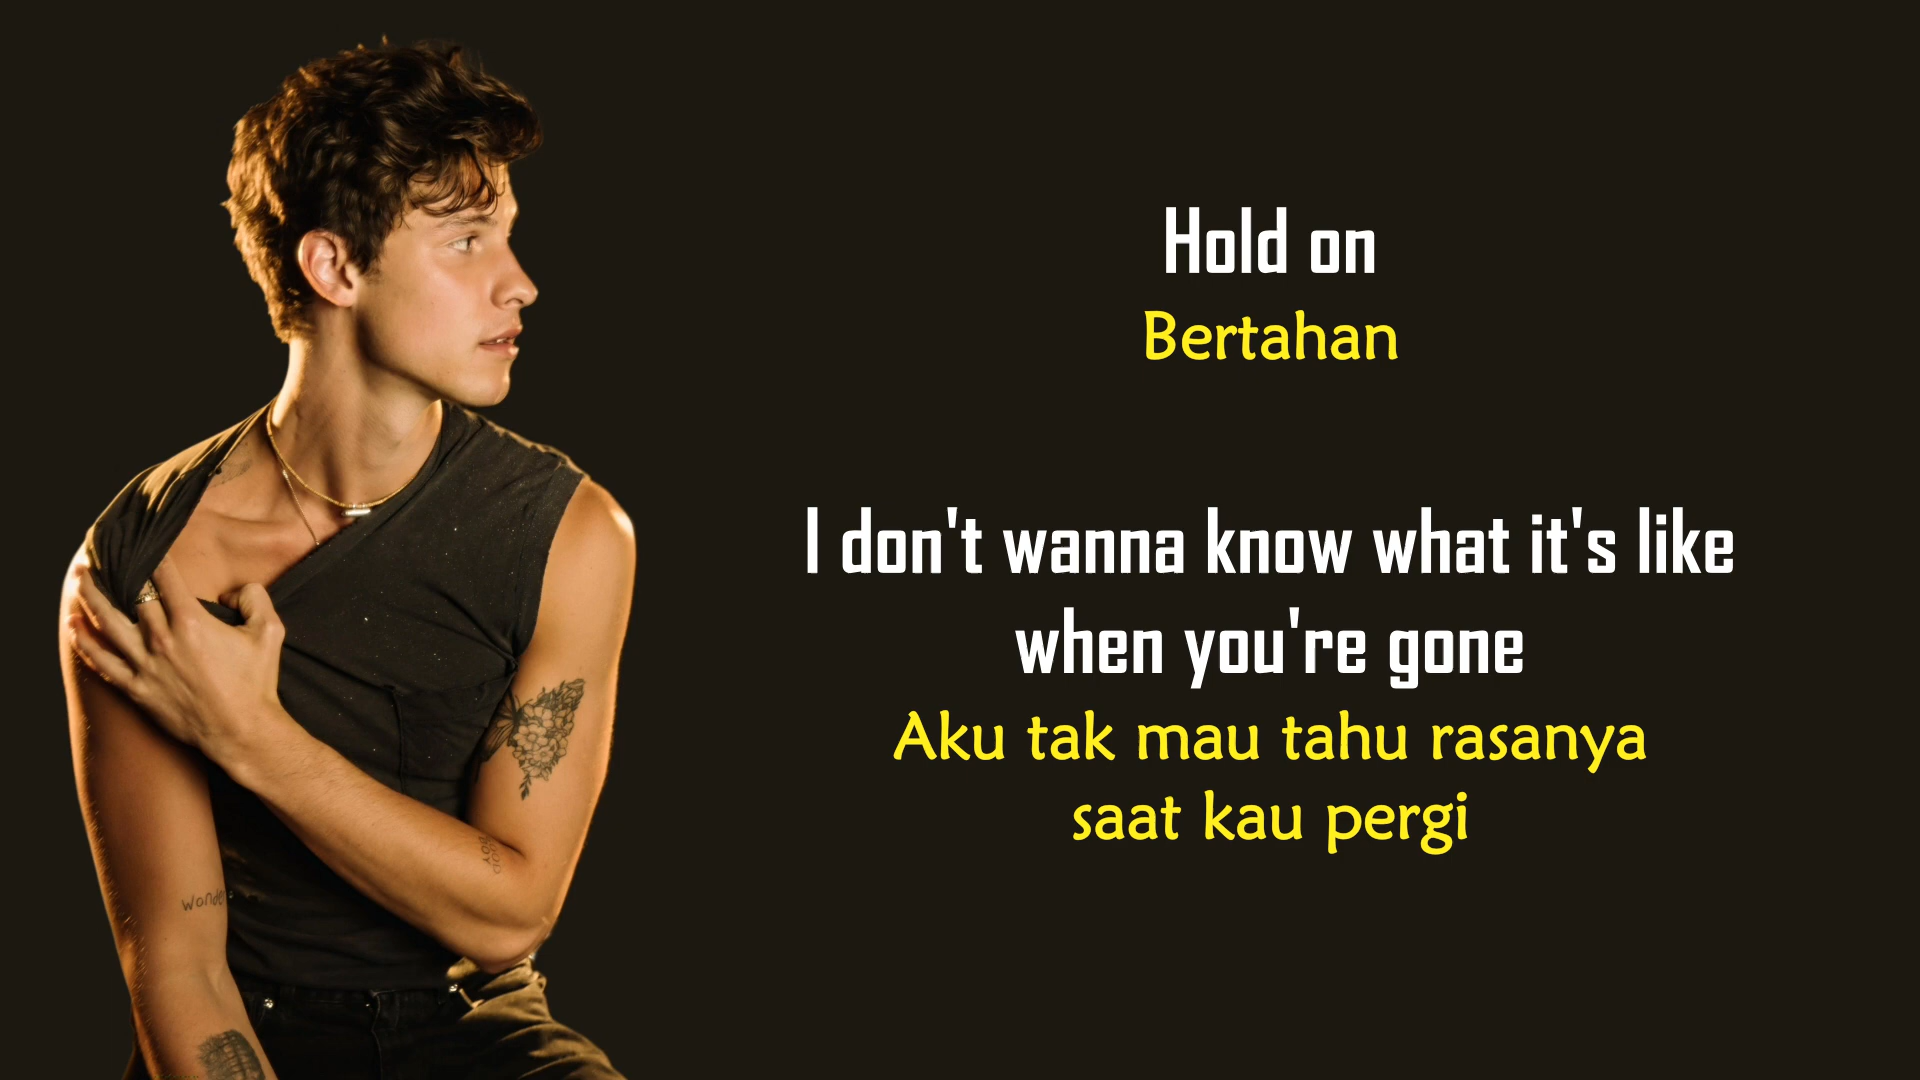 Hold on
Bertahan
I don't wanna know what it's like
when you're gone
Aku tak mau tahu rasanya
saat kau pergi
wonder